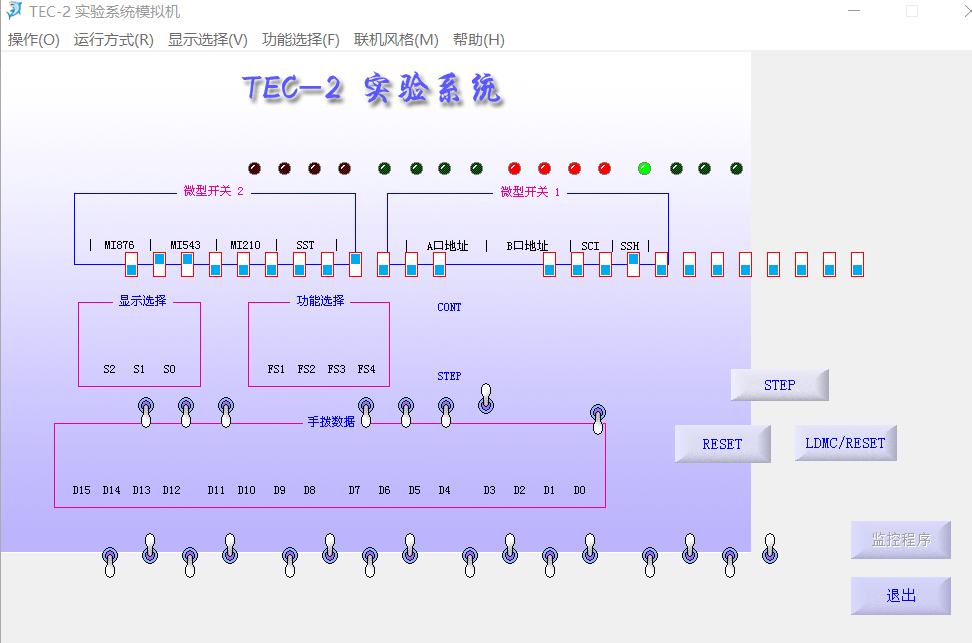 TEC-2 实验系统模拟机
操作(O) 运行方式(R) 显示选择(V) 功能选择(F) 联机风格(M) 帮助(H)
TEC-2 实验系统
微型开关 2 微型开关 1
| MI876 | MI543 | MI210 | SST | | A口地址 | B口地址 | SCI | SSH |
显示选择 功能选择 CONT
S2 S1 S0 FS1 FS2 FS3 FS4
STEP
STEP
手拨数据
RESET LDMC/RESET
D15 D14 D13 D12 D11 D10 D9 D8 D7 D6 D5 D4 D3 D2 D1 D0
监控程序
退出